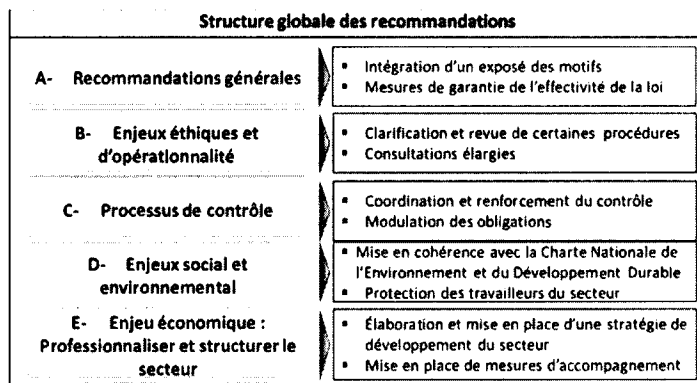 Structure globale des recommandations
A- Recommandations générales
▪ Intégration d'un exposé des motifs
▪ Mesures de garantie de l'effectivité de la loi
B- Enjeux éthiques et
d'opérationnalité
▪ Clarification et revue de certaines procédures
▪ Consultations élargies
C- Processus de contrôle
▪ Coordination et renforcement du contrôle
▪ Modulation des obligations
D- Enjeux social et
environnemental
▪ Mise en cohérence avec la Charte Nationale de
l'Environnement et du Développement Durable
▪ Protection des travailleurs du secteur
E- Enjeu économique :
Professionnaliser et structurer le
secteur
▪ Élaboration et mise en place d'une stratégie de
développement du secteur
▪ Mise en place de mesures d'accompagnement